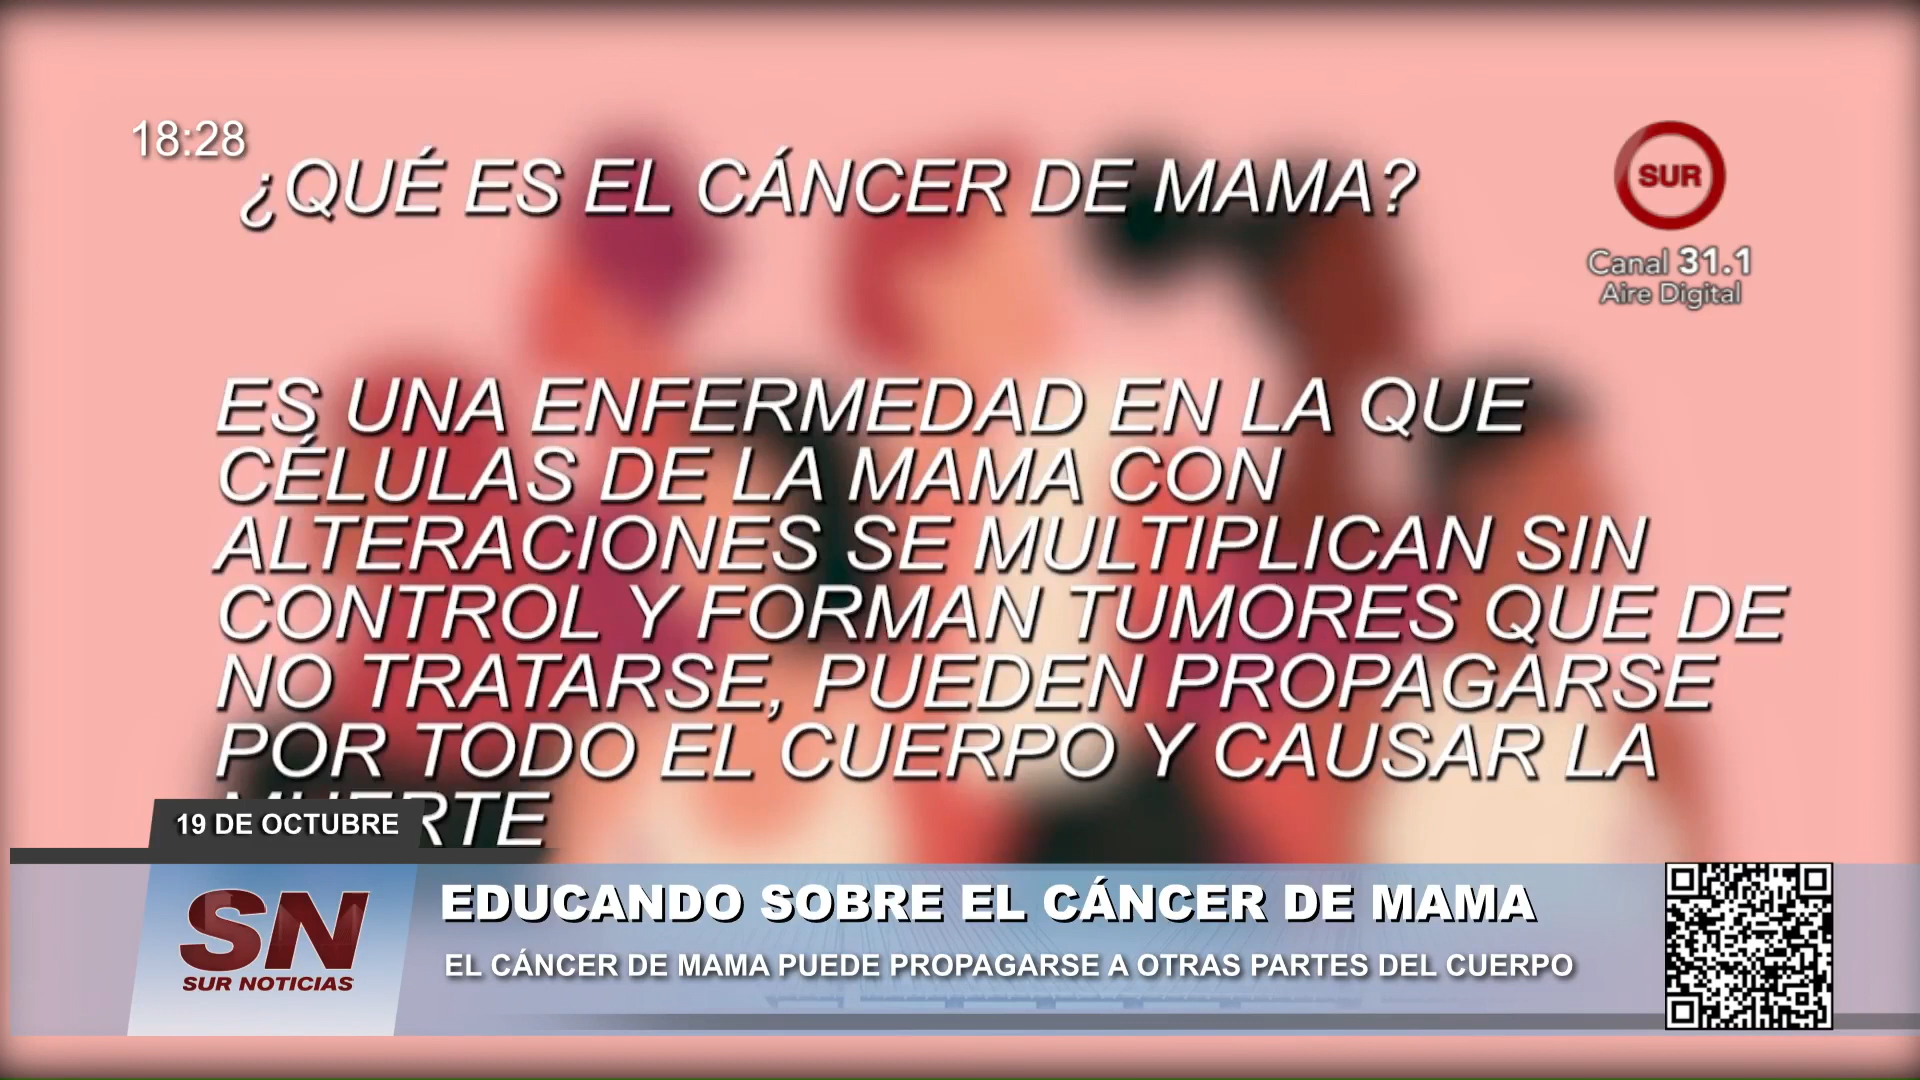 18:28
¿QUÉ ES EL CÁNCER DE MAMA?
SUR
Canal 31.1
Aire Digital
ES UNA ENFERMEDAD EN LA QUE
CÉLULAS DE LA MAMA CON
ALTERACIONES SE MULTIPLICAN SIN
CONTROL Y FORMAN TUMORES QUE DE
NO TRATARSE, PUEDEN PROPAGARSE
POR TODO EL CUERPO Y CAUSAR LA
MUERTE
19 DE OCTUBRE
SN
SUR NOTICIAS
EDUCANDO SOBRE EL CÁNCER DE MAMA
EL CÁNCER DE MAMA PUEDE PROPAGARSE A OTRAS PARTES DEL CUERPO